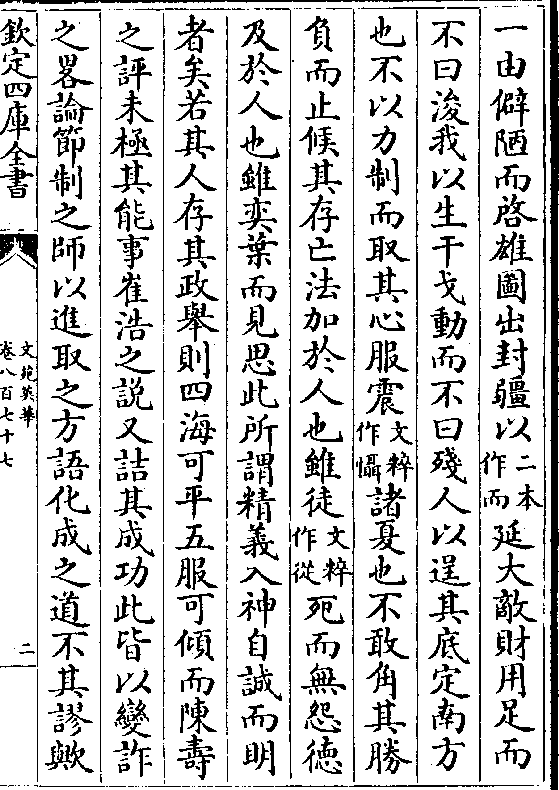 一由僻陋而啓雄圖出封疆以二本作而延大敵財用足而
不曰浚我以生干戈動而不曰殘人以逞其底定南方
也不以力制而取其心服震文粹作懾諸夏也不敢角其勝
負而止候其存亡法加於人也雖徒文粹作從死而無怨德
及於人也雖奕葉而見思此所謂精義入神自誠而明
者矣若其人存其政舉則四海可平五服可傾而陳壽
之評未極其能事崔浩之說又詰其成功此皆以變詐
之畧論節制之師以進取之方語化成之道不其謬歟
欽定四庫全書
文苑英華
卷八百七十七
二